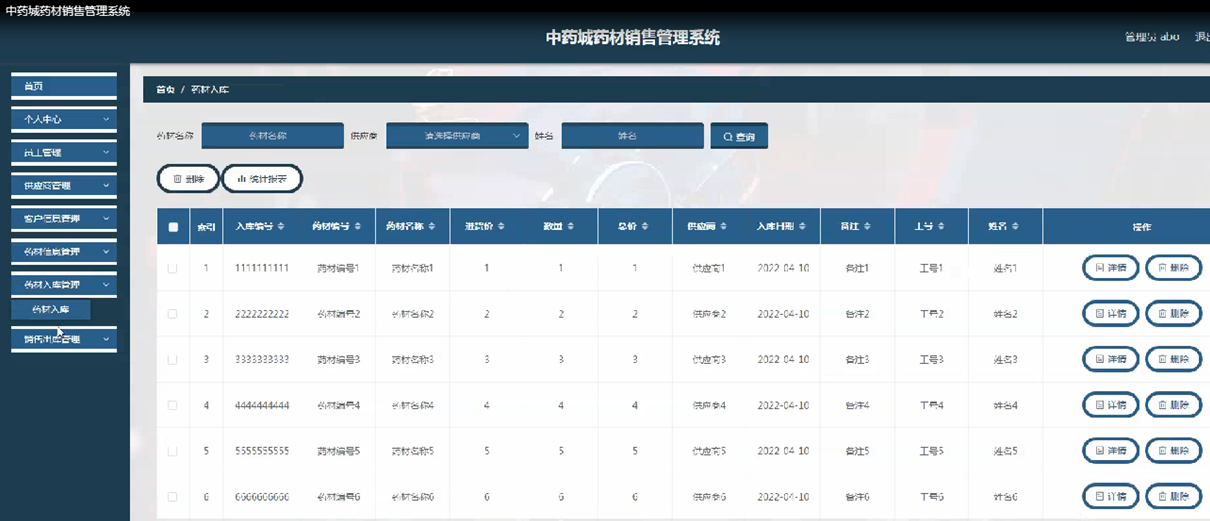 中药城药材销售管理系统
中药城药材销售管理系统
管理员 abo 退出
首页
个人中心
员工管理
供应商管理
客户信息管理
药材信息管理
药材入库管理
药材入库
销售出库管理
首页 / 药材入库
药材名称 药材名称 供应商 请选择供应商 姓名 姓名 查询
删除 统计报表
索引 入库编号 药材编号 药材名称 进货价 数量 总价 供应商 入库日期 备注 工号 姓名 操作
1 1111111111 药材编号1 药材名称1 1 1 1 供应商1 2022-04-10 备注1 工号1 姓名1 详情 删除
2 2222222222 药材编号2 药材名称2 2 2 2 供应商2 2022-04-10 备注2 工号2 姓名2 详情 删除
3 3333333333 药材编号3 药材名称3 3 3 3 供应商3 2022-04-10 备注3 工号3 姓名3 详情 删除
4 4444444444 药材编号4 药材名称4 4 4 4 供应商4 2022-04-10 备注4 工号4 姓名4 详情 删除
5 5555555555 药材编号5 药材名称5 5 5 5 供应商5 2022-04-10 备注5 工号5 姓名5 详情 删除
6 6666666666 药材编号6 药材名称6 6 6 6 供应商6 2022-04-10 备注6 工号6 姓名6 详情 删除